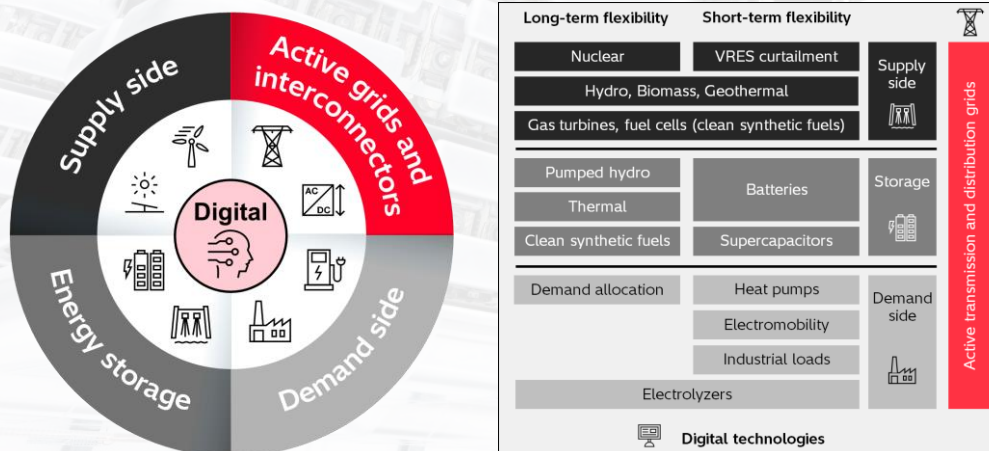 Supply side
Active grids and
interconnectors
AC
DC
Digital
Energy storage
Demand side
Long-term flexibility
Short-term flexibility
Nuclear
VRES curtailment
Supply
side
Hydro, Biomass, Geothermal
Gas turbines, fuel cells (clean synthetic fuels)
Pumped hydro
Batteries
Storage
Thermal
Clean synthetic fuels
Supercapacitors
Demand allocation
Heat pumps
Demand
side
Electromobility
Industrial loads
Electrolyzers
Active transmission and distribution grids
Digital technologies